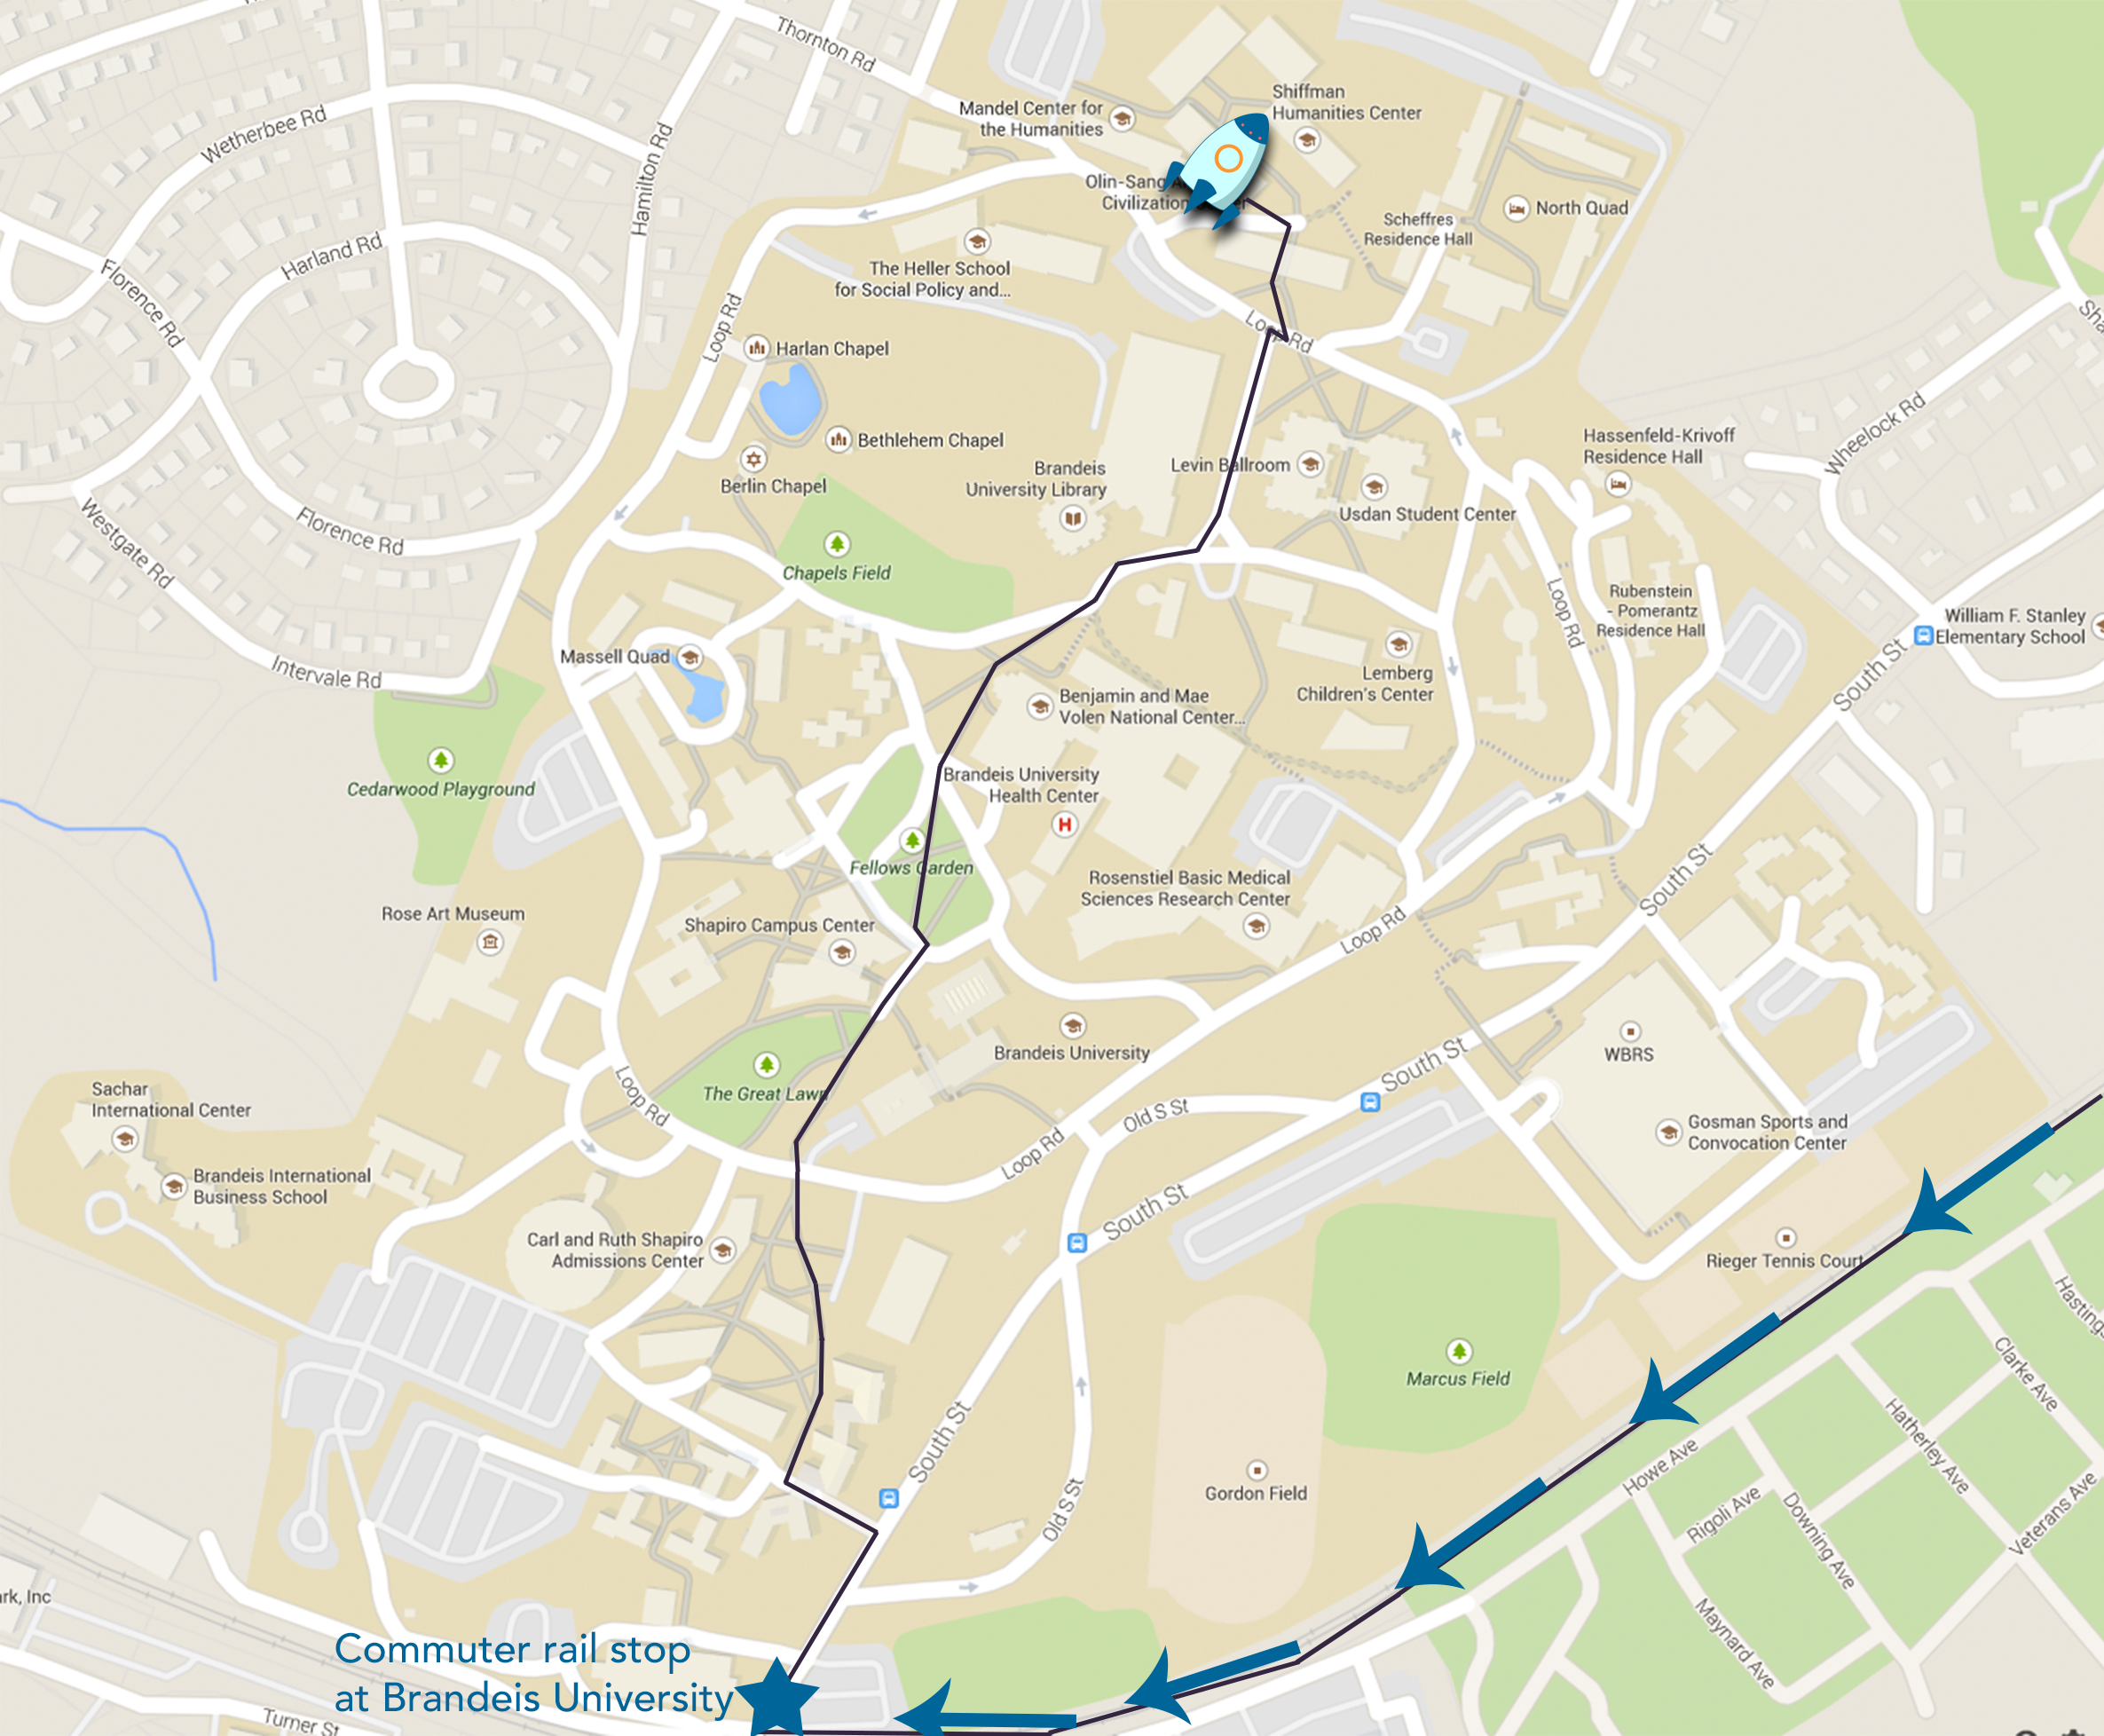 Thornton Rd
Wetherbee Rd
Hamilton Rd
Harland Rd
Florence Rd
Mandel Center for
the Humanities
Shiffman
Humanities Center
Olin-Sang
Civilization
Scheffres
Residence Hall
North Quad
The Heller School
for Social Policy and...
Loop Rd
Loop Rd
Harlan Chapel
Bethlehem Chapel
Berlin Chapel
Brandeis
University Library
Levin Ballroom
Usdan Student Center
Hassenfeld-Krivoff
Residence Hall
Wheelock Rd
Florence Rd
Westgate Rd
Intervale Rd
Chapels Field
Loop Rd
Rubenstein
- Pomerantz
Residence Hall
William F. Stanley
Elementary School
South St
Massell Quad
Lemberg
Children's Center
Benjamin and Mae
Volen National Center...
Cedarwood Playground
Brandeis University
Health Center
H
Fellows Garden
Rosenstiel Basic Medical
Sciences Research Center
South St
Loop Rd
Rose Art Museum
Shapiro Campus Center
Brandeis University
WBRS
South St
The Great Lawn
Loop Rd
Old S St
Loop Rd
Sachar
International Center
Brandeis International
Business School
Gosman Sports and
Convocation Center
South St
Carl and Ruth Shapiro
Admissions Center
Rieger Tennis Court
Hastings
Clarke Ave
Marcus Field
Hatherley Ave
South St
Howe Ave
Gordon Field
Rigoli Ave
Downing Ave
Veterans Ave
Old S St
Maynard Ave
rk, Inc
Commuter rail stop
at Brandeis University
Turner St